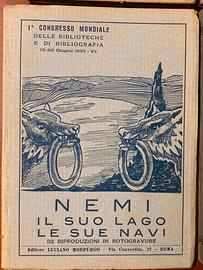 1° CONGRESSO MONDIALE
DELLE BIBLIOTECHE
E DI BIBLIOGRAFIA
15-30 Giugno 1929 - VII
NEMI
IL SUO LAGO
LE SUE NAVI
32 RIPRODUZIONI IN ROTOGRAVURE
Editore LUCIANO MORPURGO - Via Convertite, 21 - ROMA